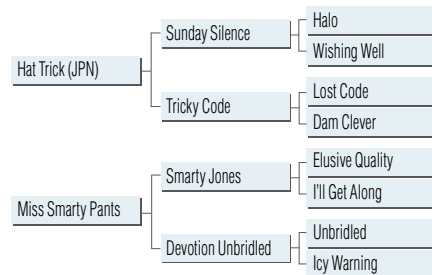 Halo
Sunday Silence
Wishing Well
Hat Trick (JPN)
Lost Code
Tricky Code
Dam Clever
Elusive Quality
Smarty Jones
I'll Get Along
Miss Smarty Pants
Unbridled
Devotion Unbridled
Icy Warning